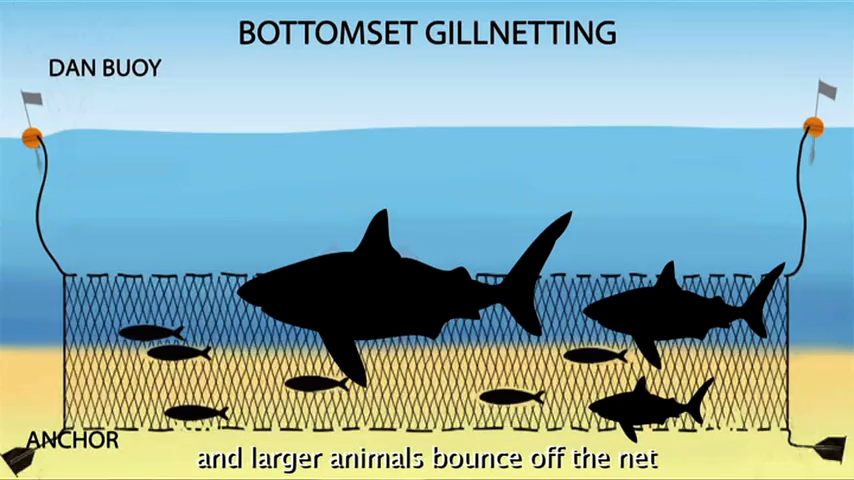 BOTTOMSET GILLNETTING
DAN BUOY
ANCHOR
and larger animals bounce off the net